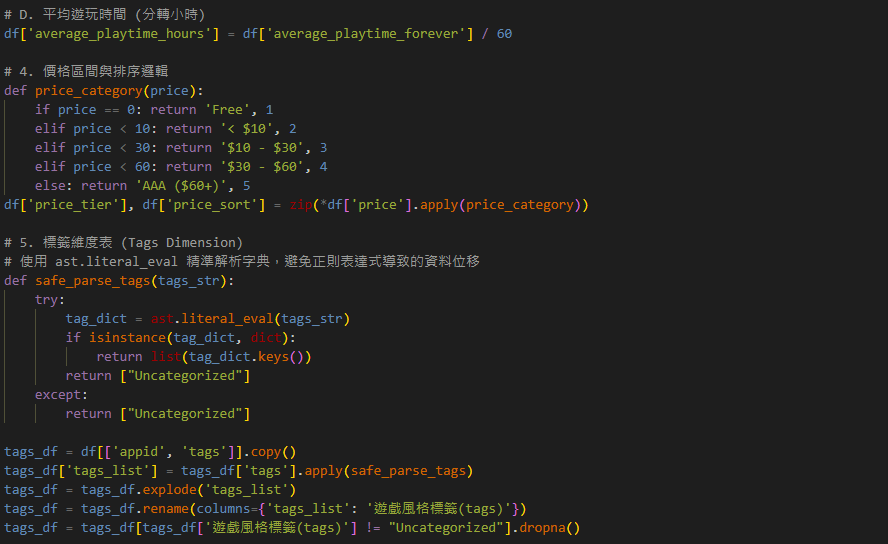 # D. 平均遊玩時間 (分轉小時)
df['average_playtime_hours'] = df['average_playtime_forever'] / 60
# 4. 價格區間與排序邏輯
def price_category(price):
    if price == 0: return 'Free', 1
    elif price < 10: return '< $10', 2
    elif price < 30: return '$10 - $30', 3
    elif price < 60: return '$30 - $60', 4
    else: return 'AAA ($60+)', 5
df['price_tier'], df['price_sort'] = zip(*df['price'].apply(price_category))
# 5. 標籤維度表 (Tags Dimension)
# 使用 ast.literal_eval 精準解析字典，避免正則表達式導致的資料位移
def safe_parse_tags(tags_str):
    try:
        tag_dict = ast.literal_eval(tags_str)
        if isinstance(tag_dict, dict):
            return list(tag_dict.keys())
        return ["Uncategorized"]
    except:
        return ["Uncategorized"]
tags_df = df[['appid', 'tags']].copy()
tags_df['tags_list'] = tags_df['tags'].apply(safe_parse_tags)
tags_df = tags_df.explode('tags_list')
tags_df = tags_df.rename(columns={'tags_list': '遊戲風格標籤(tags)'})
tags_df = tags_df[tags_df['遊戲風格標籤(tags)'] != "Uncategorized"].dropna()